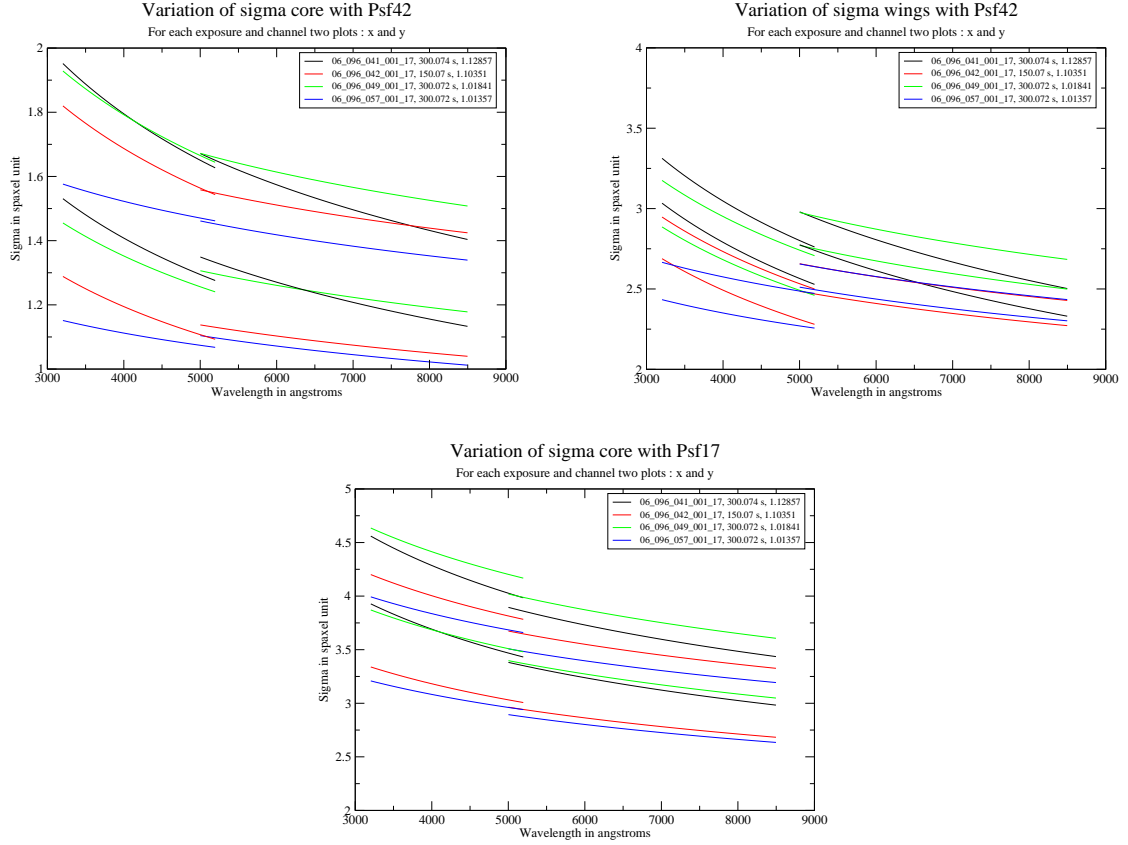 Variation of sigma core with Psf42
For each exposure and channel two plots : x and y
06_096_041_001_17, 300.074 s, 1.12857
06_096_042_001_17, 150.07 s, 1.10351
06_096_049_001_17, 300.072 s, 1.01841
06_096_057_001_17, 300.072 s, 1.01357
2
1.8
1.6
1.4
1.2
1
Sigma in spaxel unit
3000 4000 5000 6000 7000 8000 9000
Wavelength in angstroms
Variation of sigma wings with Psf42
For each exposure and channel two plots : x and y
06_096_041_001_17, 300.074 s, 1.12857
06_096_042_001_17, 150.07 s, 1.10351
06_096_049_001_17, 300.072 s, 1.01841
06_096_057_001_17, 300.072 s, 1.01357
4
3.5
3
2.5
2
Sigma in spaxel unit
3000 4000 5000 6000 7000 8000 9000
Wavelength in angstroms
Variation of sigma core with Psf17
For each exposure and channel two plots : x and y
06_096_041_001_17, 300.074 s, 1.12857
06_096_042_001_17, 150.07 s, 1.10351
06_096_049_001_17, 300.072 s, 1.01841
06_096_057_001_17, 300.072 s, 1.01357
5
4.5
4
3.5
3
2.5
2
Sigma in spaxel unit
3000 4000 5000 6000 7000 8000 9000
Wavelength in angstroms